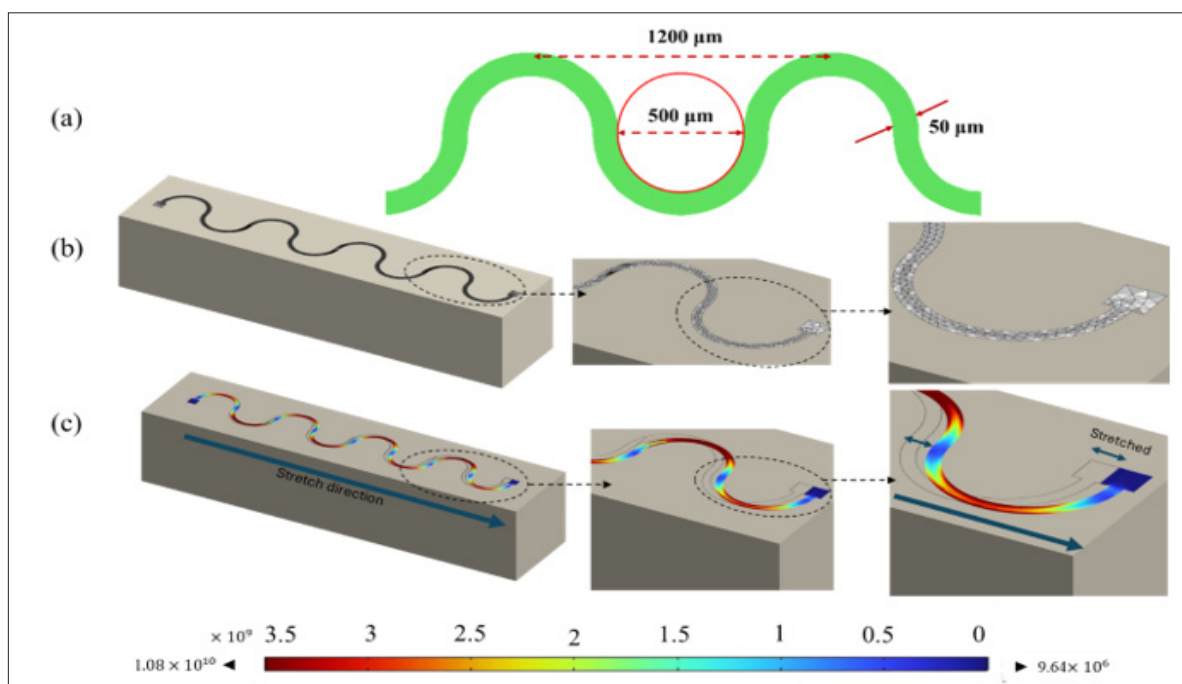 1200 μm
(a)
500 μm
50 μm
(b)
(c)
Stretch direction
Stretched
× 10⁹ 3.5 3 2.5 2 1.5 1 0.5 0
1.08 × 10¹⁰ 9.64× 10⁶